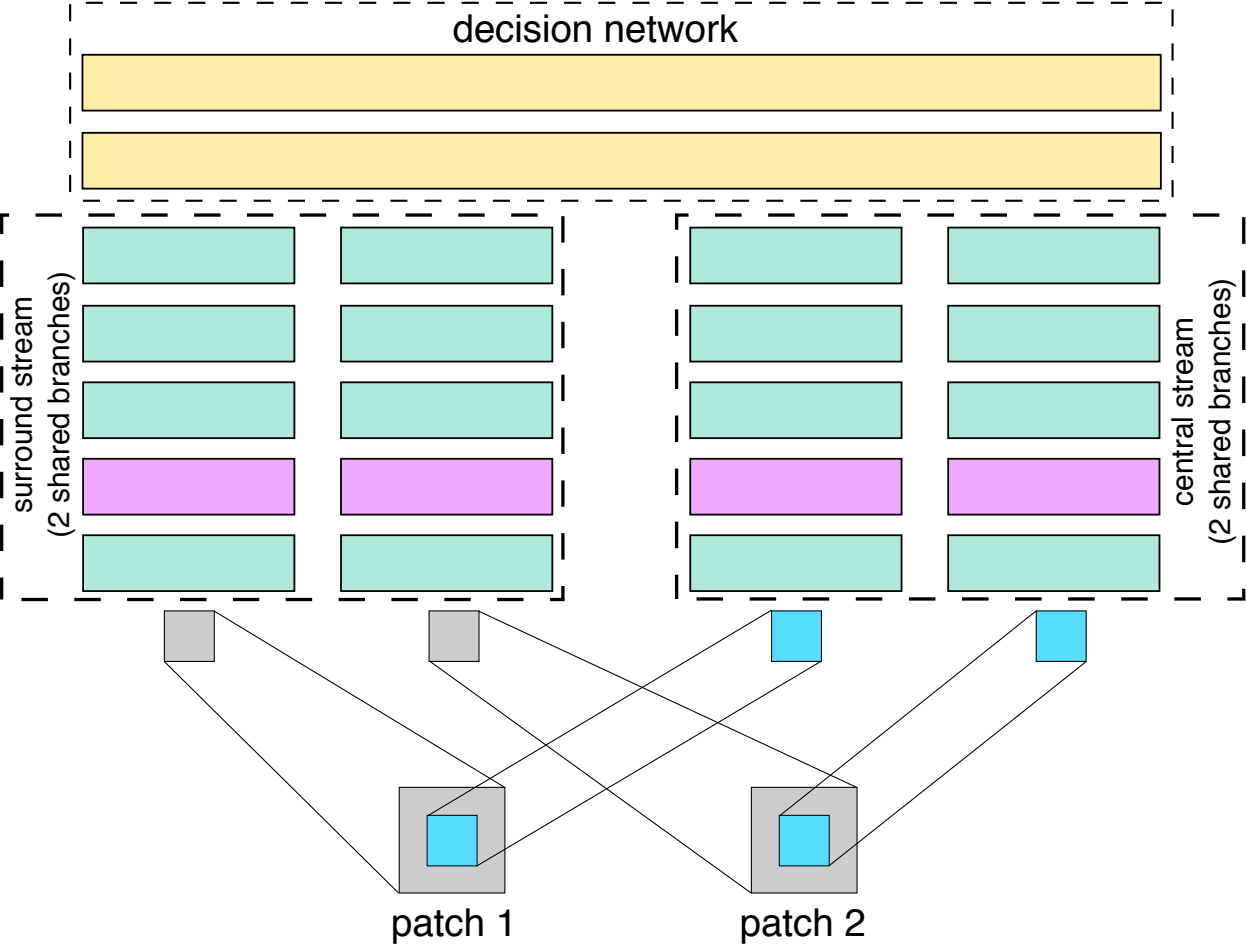 decision network
surround stream
(2 shared branches)
central stream
(2 shared branches)
patch 1
patch 2